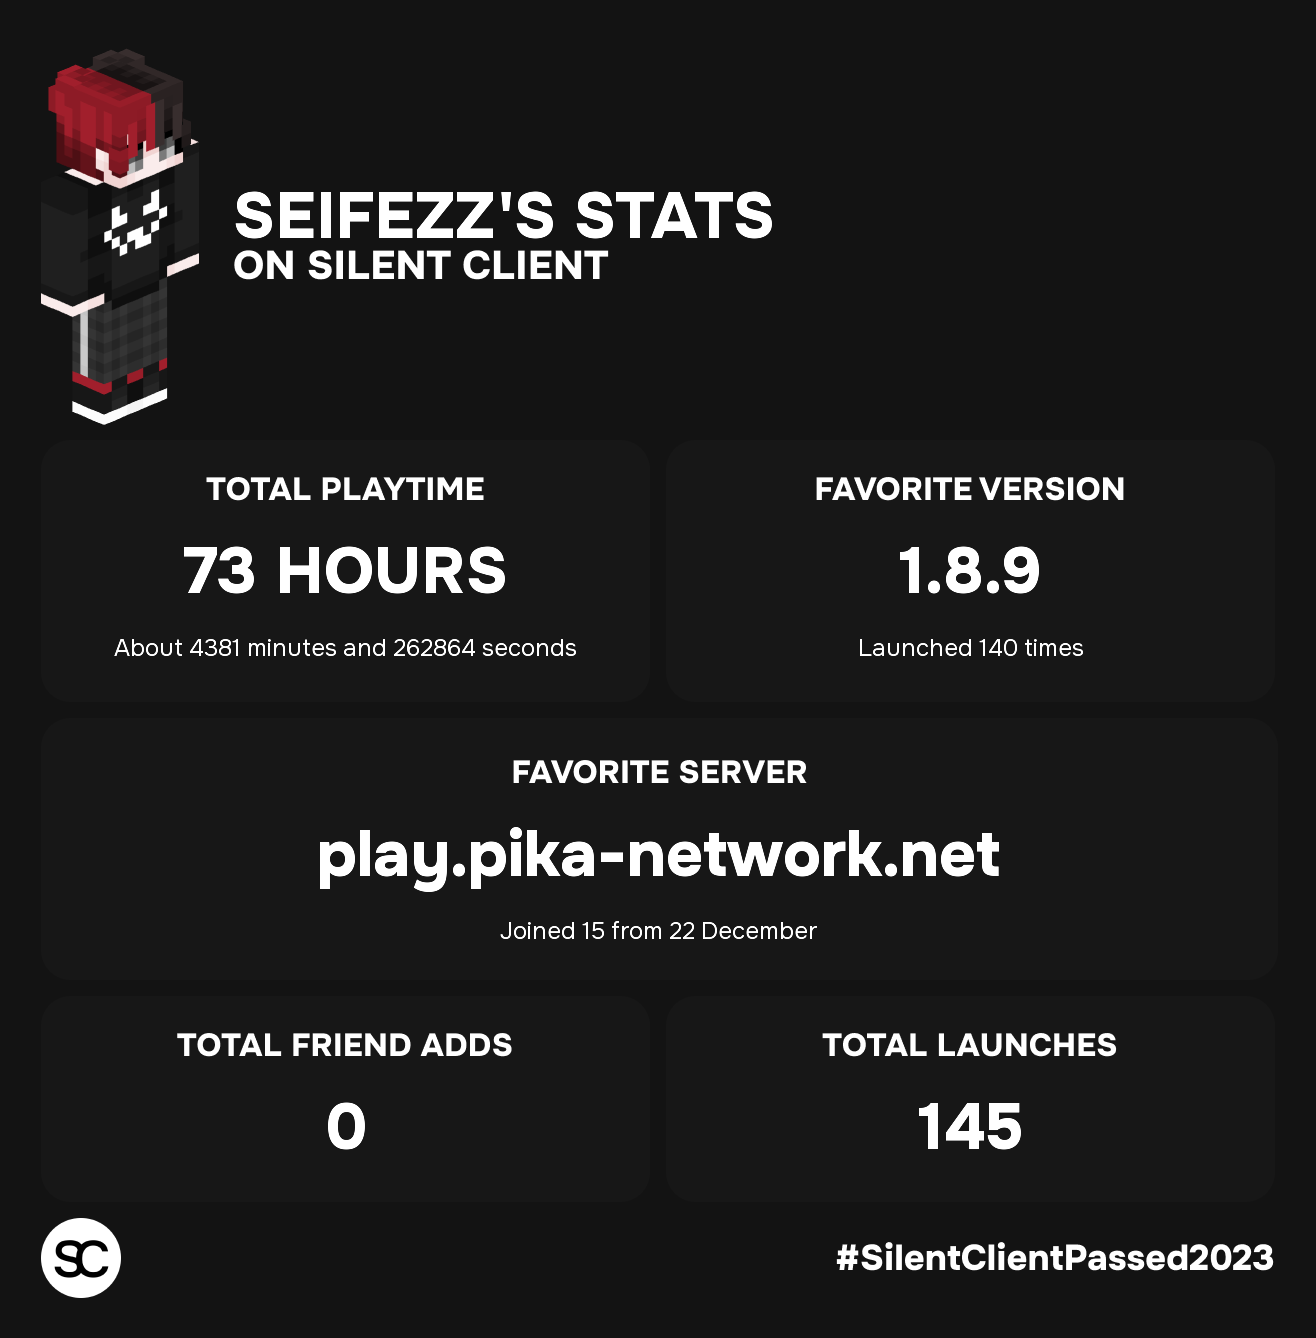 SEIFEZZ'S STATS
ON SILENT CLIENT
TOTAL PLAYTIME
73 HOURS
About 4381 minutes and 262864 seconds
FAVORITE VERSION
1.8.9
Launched 140 times
FAVORITE SERVER
play.pika-network.net
Joined 15 from 22 December
TOTAL FRIEND ADDS
0
TOTAL LAUNCHES
145
SC
#SilentClientPassed2023